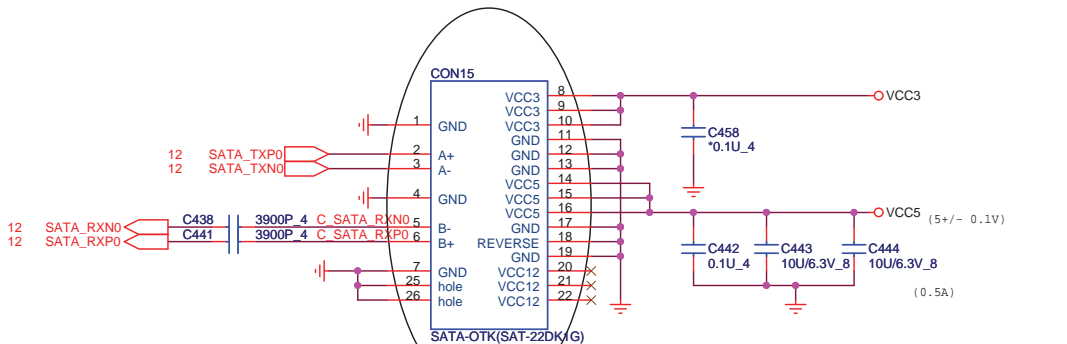 CON15
8 VCC3
9 VCC3
10 VCC3
VCC3
1 GND
11 GND
C458
*0.1U_4
12 SATA_TXP0 2 A+
12 GND
12 SATA_TXN0 3 A-
13 GND
14 VCC5
4 GND
15 VCC5
16 VCC5
VCC5 (5+/- 0.1V)
12 SATA_RXN0 C438 3900P_4 C_SATA_RXN0 5 B-
17 GND
12 SATA_RXP0 C441 3900P_4 C_SATA_RXP0 6 B+
18 REVERSE
19 GND
C442
0.1U_4
C443
10U/6.3V_8
C444
10U/6.3V_8
7 GND
20 VCC12
25 hole
21 VCC12
26 hole
22 VCC12
(0.5A)
SATA-OTK(SAT-22DK1G)